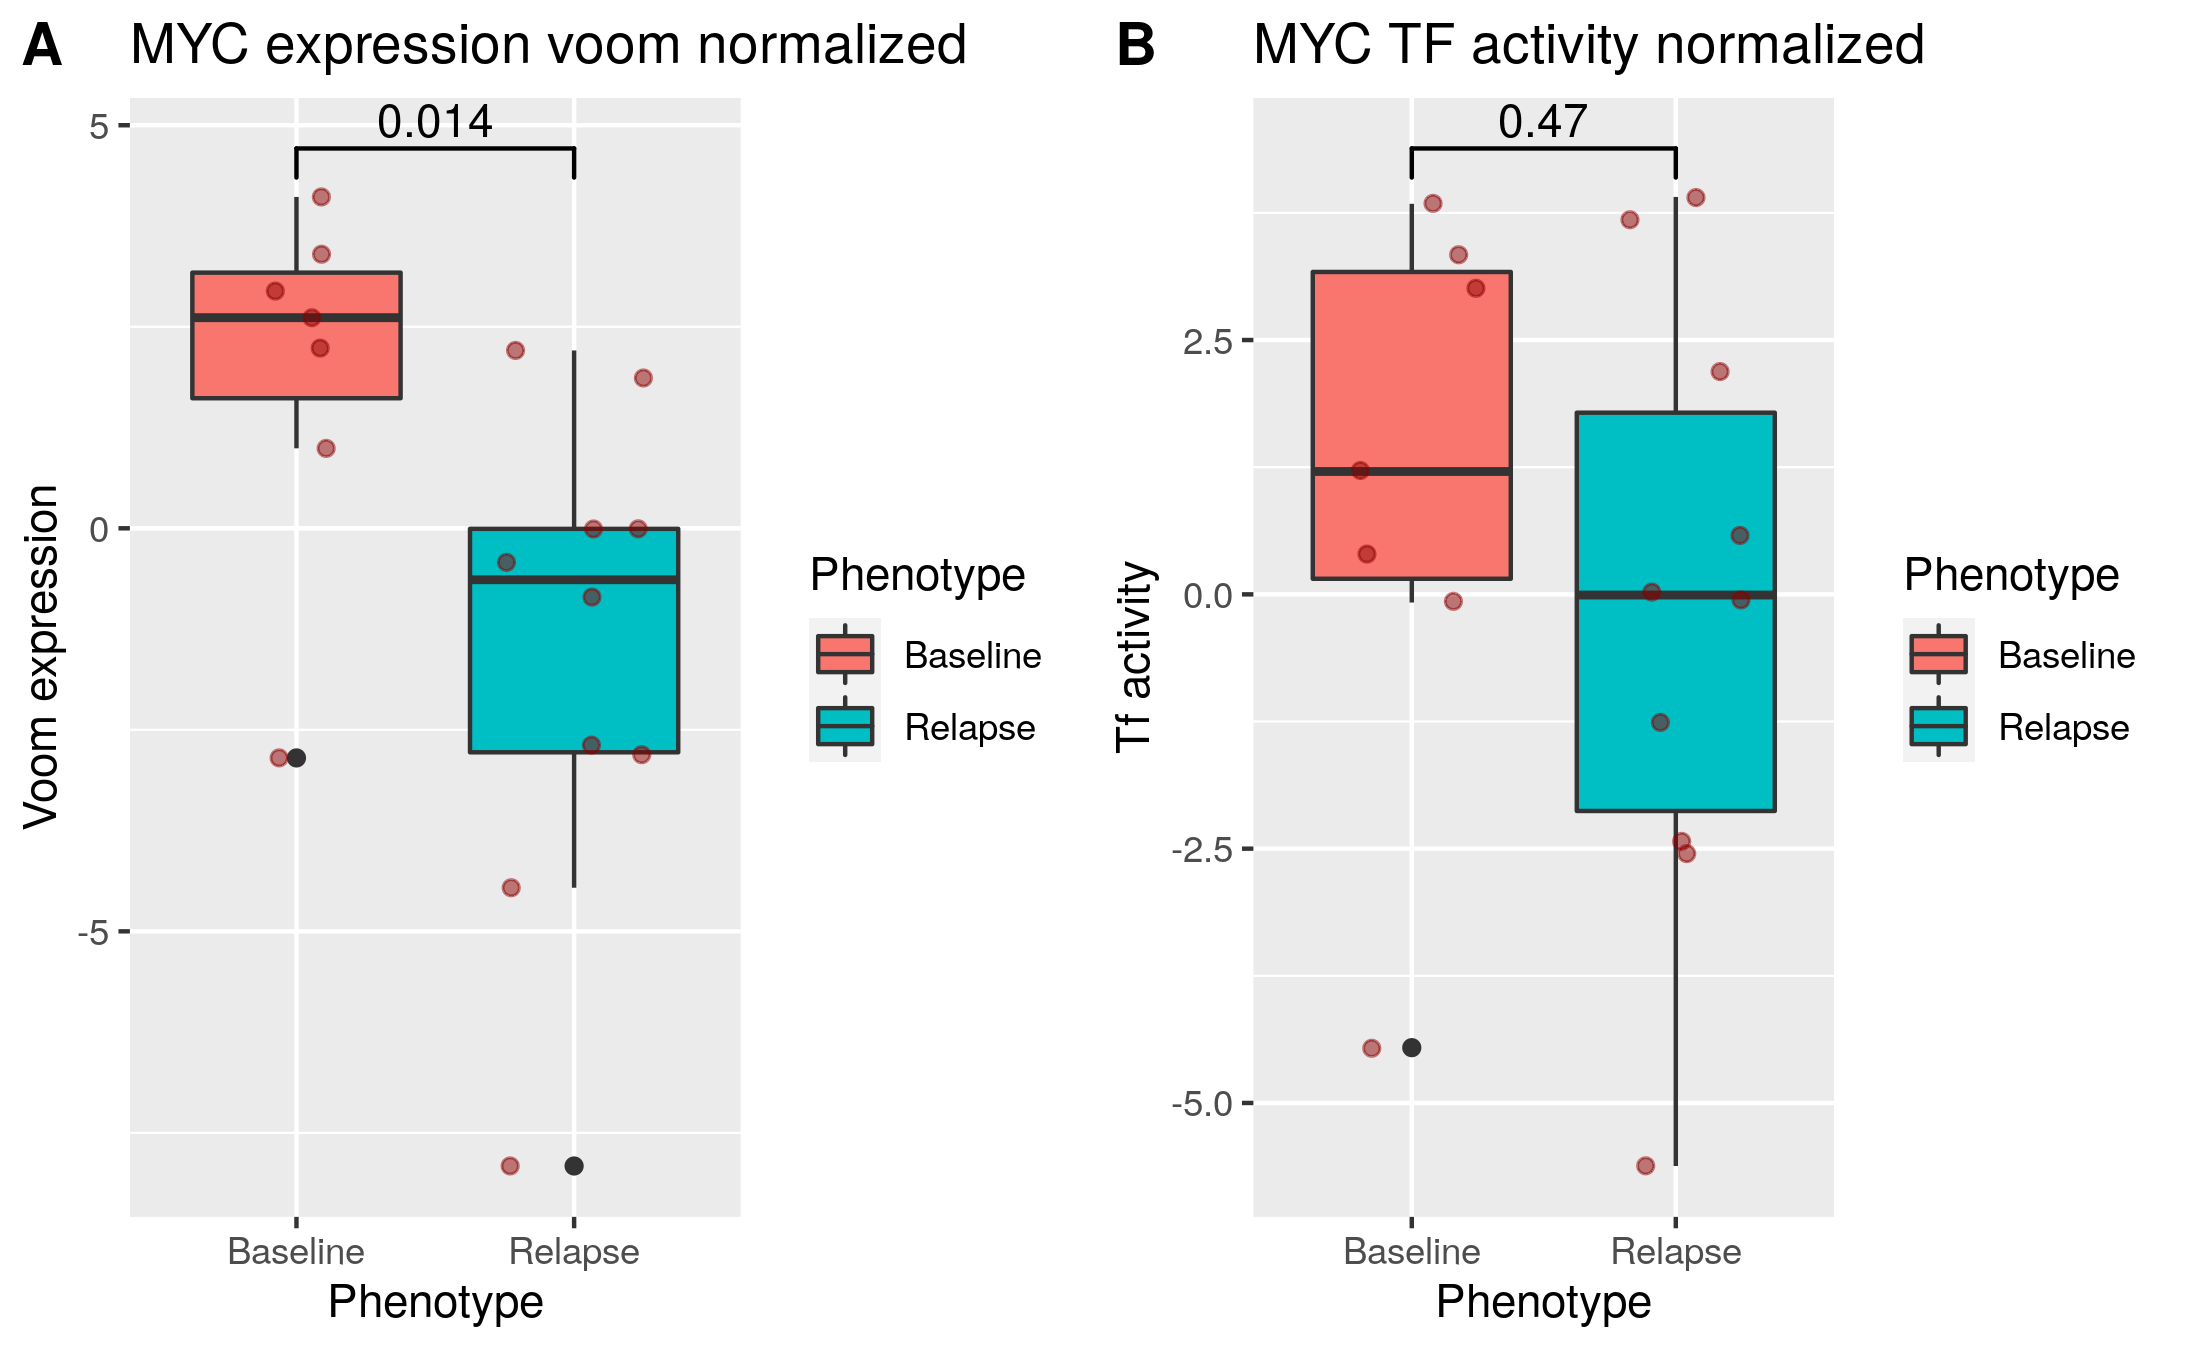 A MYC expression voom normalized
0.014
5
0
-5
Voom expression
Baseline Relapse
Phenotype
Phenotype
Baseline
Relapse
B MYC TF activity normalized
0.47
2.5
0.0
-2.5
-5.0
Tf activity
Baseline Relapse
Phenotype
Phenotype
Baseline
Relapse